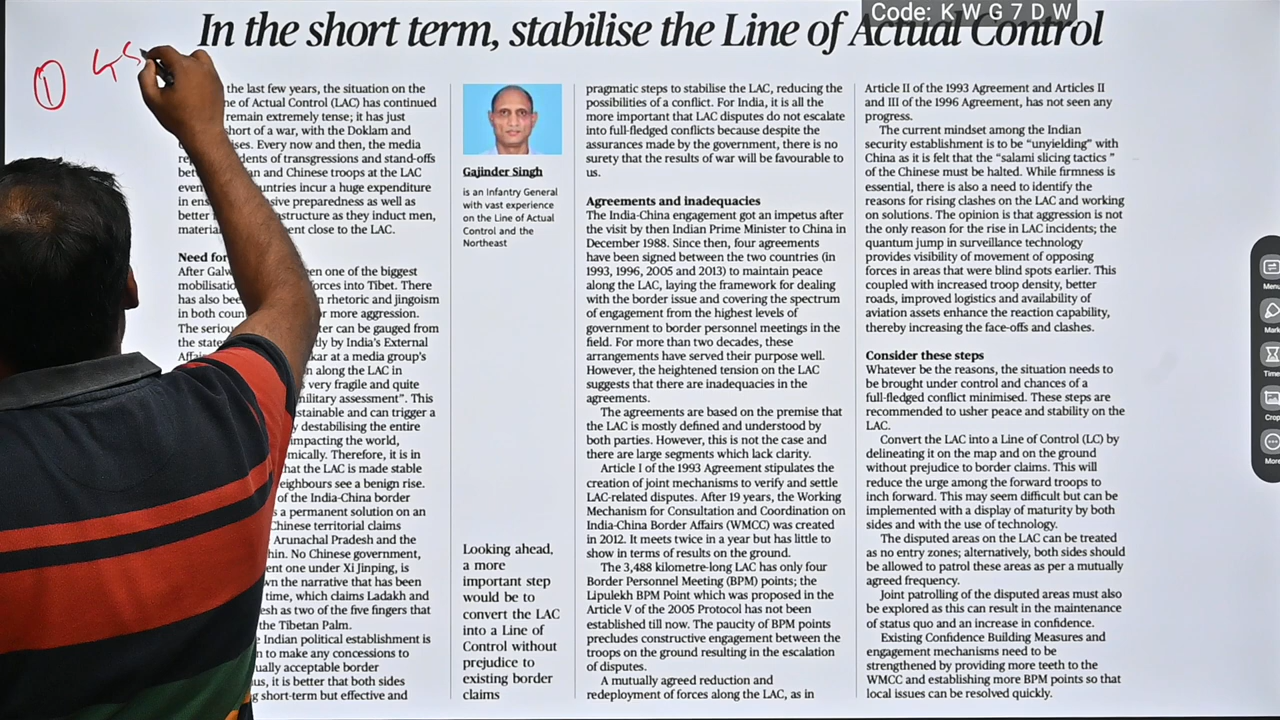 Code: K W G 7 D W
In the short term, stabilise the Line of Actual Control
①
the last few years, the situation on
ne of Actual Control (LAC) has continued
remain extremely tense; it has just
short of a war, with the Doklam and
ises. Every now and then, the media
dents of transgressions and stand-offs
an and Chinese troops at the LAC
untries incur a huge expenditure
in ens sive preparedness as well as
better structure as they induct men,
materia ent close to the LAC.
Need for
After Galw en one of the biggest
mobilisatio forces into Tibet. There
has also bee n rhetoric and jingoism
in both coun or more aggression.
The seriou ter can be gauged from
the state ly by India's External
Affai kar at a media group's
n along the LAC in
very fragile and quite
military assessment”. This
stainable and can trigger a
y destabilising the entire
impacting the world,
mically. Therefore, it is in
hat the LAC is made stable
eighbours see a benign rise.
of the India-China border
s a permanent solution on an
Chinese territorial claims
Arunachal Pradesh and the
hin. No Chinese government,
ent one under Xi Jinping, is
wn the narrative that has been
time, which claims Ladakh and
esh as two of the five fingers that
the Tibetan Palm.
e Indian political establishment is
n to make any concessions to
ually acceptable border
us, it is better that both sides
g short-term but effective and
Gajinder Singh
is an Infantry General
with vast experience
on the Line of Actual
Control and the
Northeast
Looking ahead,
a more
important step
would be to
convert the LAC
into a Line of
Control without
prejudice to
existing border
claims
pragmatic steps to stabilise the LAC, reducing the
possibilities of a conflict. For India, it is all the
more important that LAC disputes do not escalate
into full-fledged conflicts because despite the
assurances made by the government, there is no
surety that the results of war will be favourable to
us.
Agreements and inadequacies
The India-China engagement got an impetus after
the visit by then Indian Prime Minister to China in
December 1988. Since then, four agreements
have been signed between the two countries (in
1993, 1996, 2005 and 2013) to maintain peace
along the LAC, laying the framework for dealing
with the border issue and covering the spectrum
of engagement from the highest levels of
government to border personnel meetings in the
field. For more than two decades, these
arrangements have served their purpose well.
However, the heightened tension on the LAC
suggests that there are inadequacies in the
agreements.
The agreements are based on the premise that
the LAC is mostly defined and understood by
both parties. However, this is not the case and
there are large segments which lack clarity.
Article I of the 1993 Agreement stipulates the
creation of joint mechanisms to verify and settle
LAC-related disputes. After 19 years, the Working
Mechanism for Consultation and Coordination on
India-China Border Affairs (WMCC) was created
in 2012. It meets twice in a year but has little to
show in terms of results on the ground.
The 3,488 kilometre-long LAC has only four
Border Personnel Meeting (BPM) points; the
Lipulekh BPM Point which was proposed in the
Article V of the 2005 Protocol has not been
established till now. The paucity of BPM points
precludes constructive engagement between the
troops on the ground resulting in the escalation
of disputes.
A mutually agreed reduction and
redeployment of forces along the LAC, as in
Article II of the 1993 Agreement and Articles II
and III of the 1996 Agreement, has not seen any
progress.
The current mindset among the Indian
security establishment is to be “unyielding” with
China as it is felt that the “salami slicing tactics ”
of the Chinese must be halted. While firmness is
essential, there is also a need to identify the
reasons for rising clashes on the LAC and working
on solutions. The opinion is that aggression is not
the only reason for the rise in LAC incidents; the
quantum jump in surveillance technology
provides visibility of movement of opposing
forces in areas that were blind spots earlier. This
coupled with increased troop density, better
roads, improved logistics and availability of
aviation assets enhance the reaction capability,
thereby increasing the face-offs and clashes.
Consider these steps
Whatever be the reasons, the situation needs to
be brought under control and chances of a
full-fledged conflict minimised. These steps are
recommended to usher peace and stability on the
LAC.
Convert the LAC into a Line of Control (LC) by
delineating it on the map and on the ground
without prejudice to border claims. This will
reduce the urge among the forward troops to
inch forward. This may seem difficult but can be
implemented with a display of maturity by both
sides and with the use of technology.
The disputed areas on the LAC can be treated
as no entry zones; alternatively, both sides should
be allowed to patrol these areas as per a mutually
agreed frequency.
Joint patrolling of the disputed areas must also
be explored as this can result in the maintenance
of status quo and an increase in confidence.
Existing Confidence Building Measures and
engagement mechanisms need to be
strengthened by providing more teeth to the
WMCC and establishing more BPM points so that
local issues can be resolved quickly.
Menu
Mark
Time
Crop
More